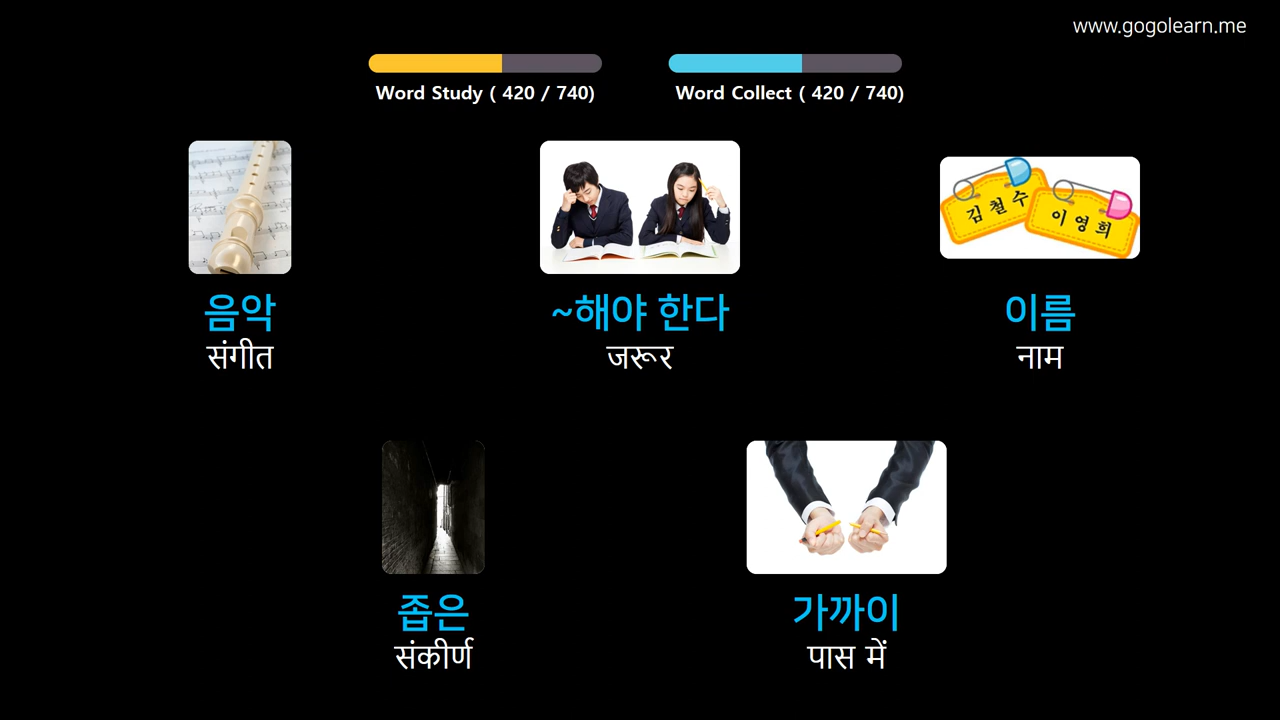 www.gogolearn.me
Word Study ( 420 / 740)
Word Collect ( 420 / 740)
김철수
이영희
음악
संगीत
~해야 한다
जरूर
이름
नाम
좁은
संकीर्ण
가까이
पास में